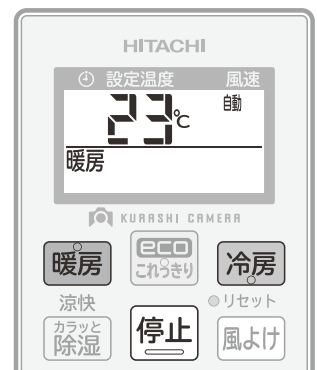 HITACHI
設定温度 風速
23℃ 自動
暖房
KURASHI CAMERA
暖房 eco これっきり 冷房
涼快 リセット
カラッと除湿 停止 風よけ